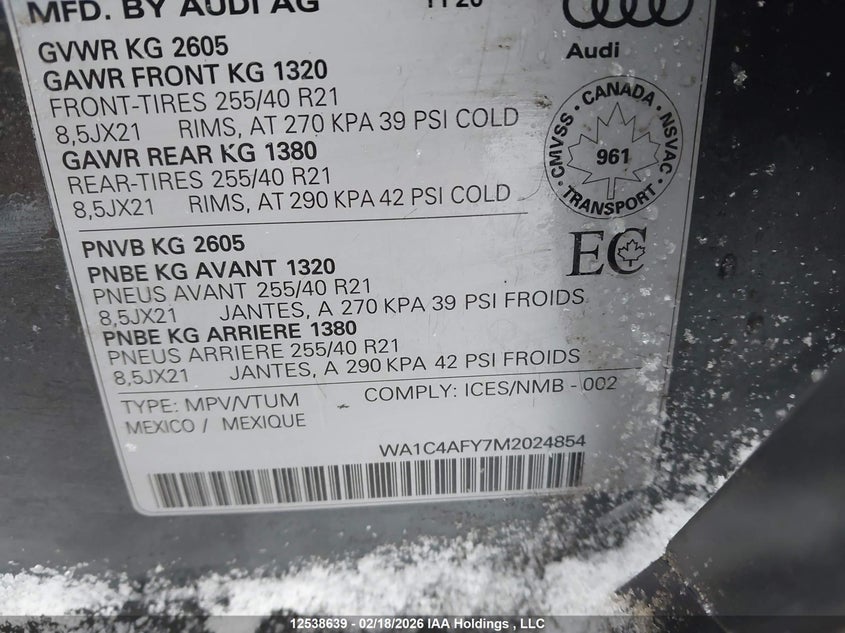 MFD. BY AUDI AG 11 20
Audi
GVWR KG 2605
GAWR FRONT KG 1320
FRONT-TIRES 255/40 R21
8,5JX21 RIMS, AT 270 KPA 39 PSI COLD
GAWR REAR KG 1380
REAR-TIRES 255/40 R21
8,5JX21 RIMS, AT 290 KPA 42 PSI COLD
CMVSS • CANADA • NSVAC • TRANSPORT •
961
PNVB KG 2605
EC
PNBE KG AVANT 1320
PNEUS AVANT 255/40 R21
8,5JX21 JANTES, A 270 KPA 39 PSI FROIDS
PNBE KG ARRIERE 1380
PNEUS ARRIERE 255/40 R21
8,5JX21 JANTES, A 290 KPA 42 PSI FROIDS
TYPE: MPV/VTUM COMPLY: ICES/NMB - 002
MEXICO / MEXIQUE
WA1C4AFY7M2024854
12538639 - 02/18/2026 IAA Holdings , LLC